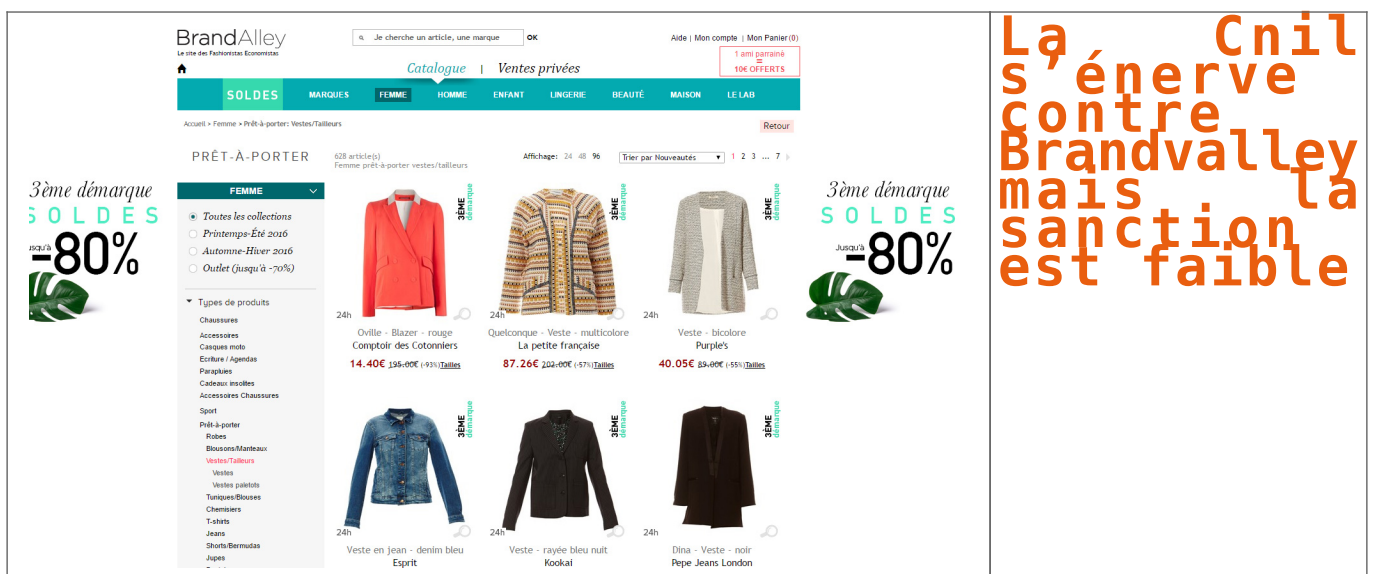 BrandAlley
Le site des Fashionistas Economistas
Je cherche un article, une marque OK
Aide | Mon compte | Mon Panier (0)
1 ami parrainé
=
10€ OFFERTS
Catalogue | Ventes privées
SOLDES MARQUES FEMME HOMME ENFANT LINGERIE BEAUTÉ MAISON LE LAB
Accueil > Femme > Prêt-à-porter: Vestes/Tailleurs
Retour
PRÊT-À-PORTER
628 article(s)
Femme prêt-à-porter vestes/tailleurs
Affichage: 24 48 96
Trier par Nouveautés
1 2 3 ... 7
3ème démarque
SOLDES
Jusqu'à
-80%
FEMME
Toutes les collections
Printemps-Été 2016
Automne-Hiver 2016
Outlet (jusqu'à -70%)
Types de produits
Chaussures
Accessoires
Casques moto
Ecriture / Agendas
Parapluies
Cadeaux insolites
Accessoires Chaussures
Sport
Prêt-à-porter
Robes
Blousons/Manteaux
Vestes/Tailleurs
Vestes
Vestes paletots
Tuniques/Blouses
Chemisiers
T-shirts
Jeans
Shorts/Bermudas
Jupes
3ÈME démarque
24h
Oville - Blazer - rouge
Comptoir des Cotonniers
14.40€ 195.00€ (-93%) Tailles
3ÈME démarque
24h
Quelconque - Veste - multicolore
La petite française
87.26€ 202.00€ (-57%) Tailles
3ÈME démarque
24h
Veste - bicolore
Purple's
40.05€ 89.00€ (-55%) Tailles
3ÈME démarque
24h
Veste en jean - denim bleu
Esprit
3ÈME démarque
24h
Veste - rayée bleu nuit
Kookai
3ÈME démarque
24h
Dina - Veste - noir
Pepe Jeans London
3ème démarque
SOLDES
Jusqu'à
-80%
La Cnil
s'énerve
contre
Brandvalley
mais la
sanction
est faible